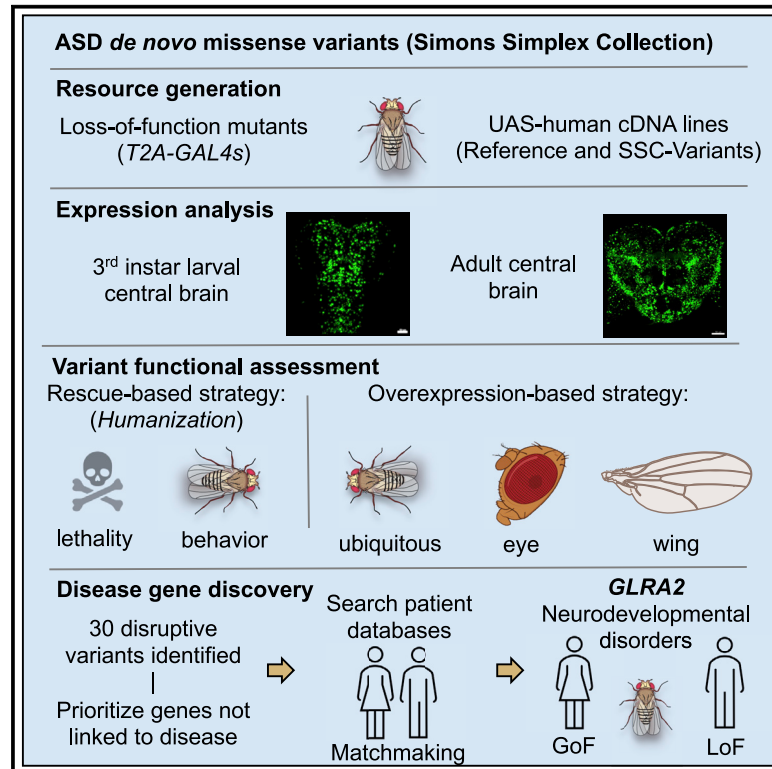 ASD de novo missense variants (Simons Simplex Collection)
Resource generation
Loss-of-function mutants
(T2A-GAL4s)
UAS-human cDNA lines
(Reference and SSC-Variants)
Expression analysis
3rd instar larval
central brain
Adult central
brain
Variant functional assessment
Rescue-based strategy:
(Humanization)
lethality
behavior
Overexpression-based strategy:
ubiquitous
eye
wing
Disease gene discovery
30 disruptive
variants identified
Prioritize genes not
linked to disease
Search patient
databases
Matchmaking
GLRA2
Neurodevelopmental
disorders
GoF
LoF